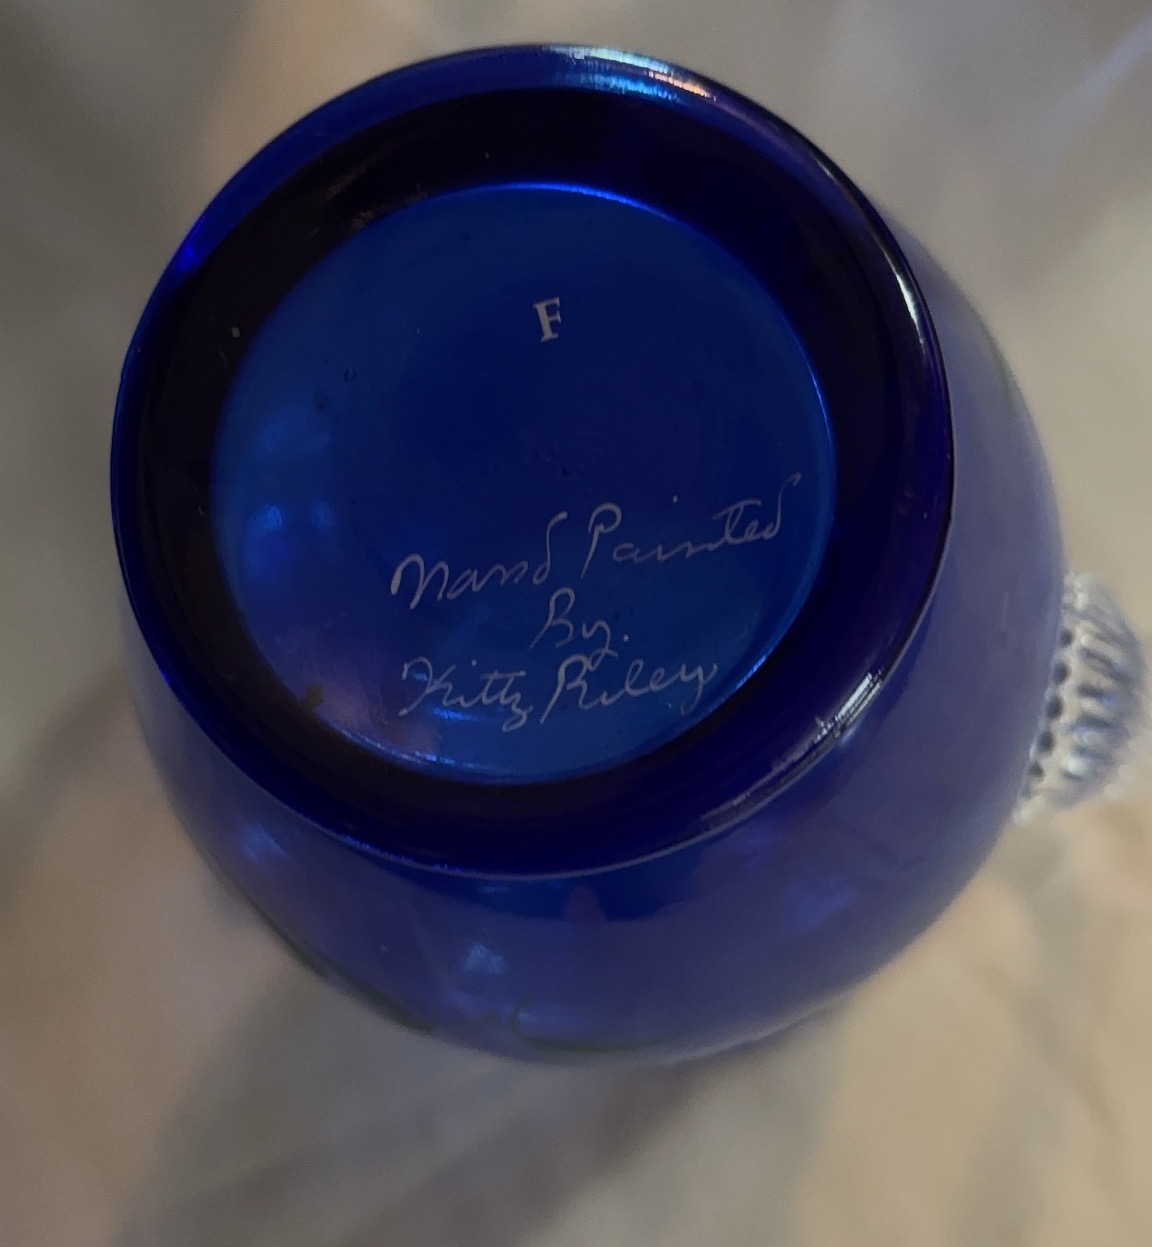 F
Hand Painted
By.
Kitty Riley